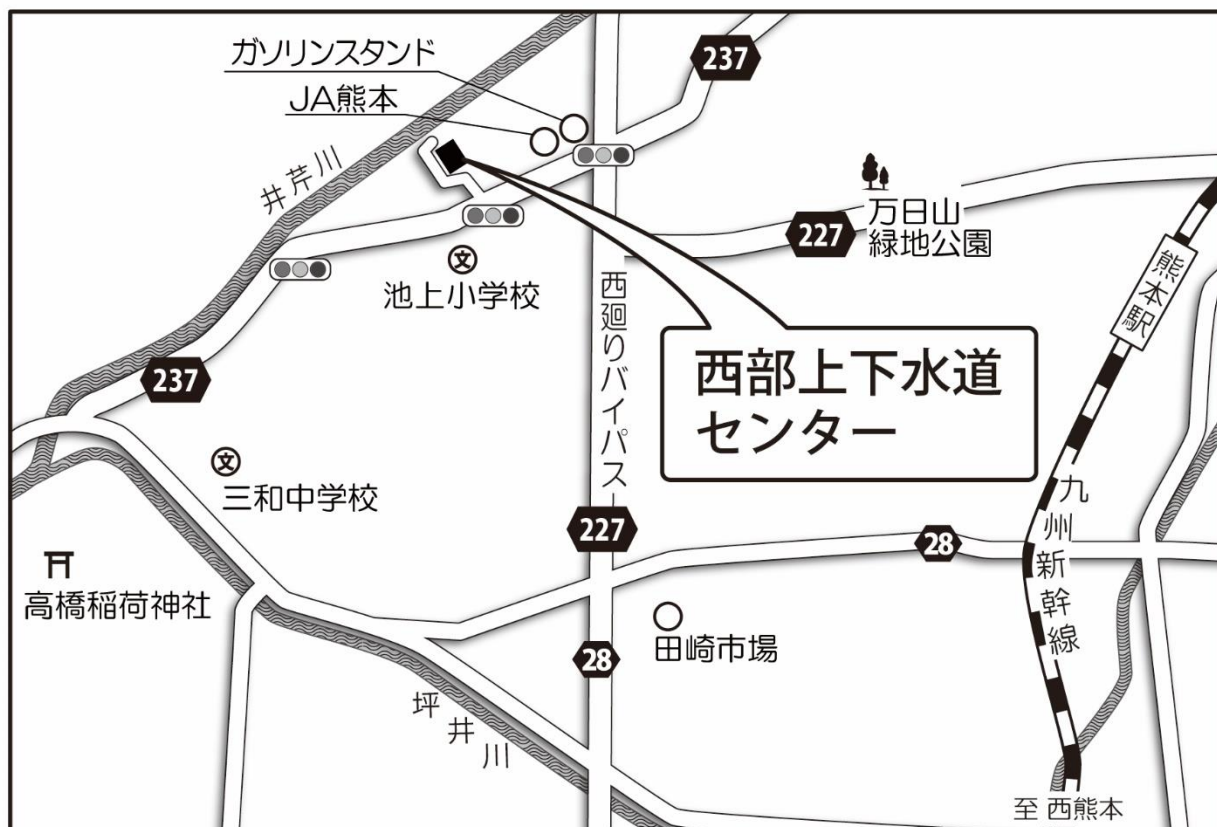 ガソリンスタンド
JA熊本
237
井芹川
万日山
緑地公園
227
熊本駅
文
池上小学校
西廻りバイパス
西部上下水道
センター
237
文
三和中学校
227
28
九州新幹線
高橋稲荷神社
田崎市場
28
坪井川
至 西熊本